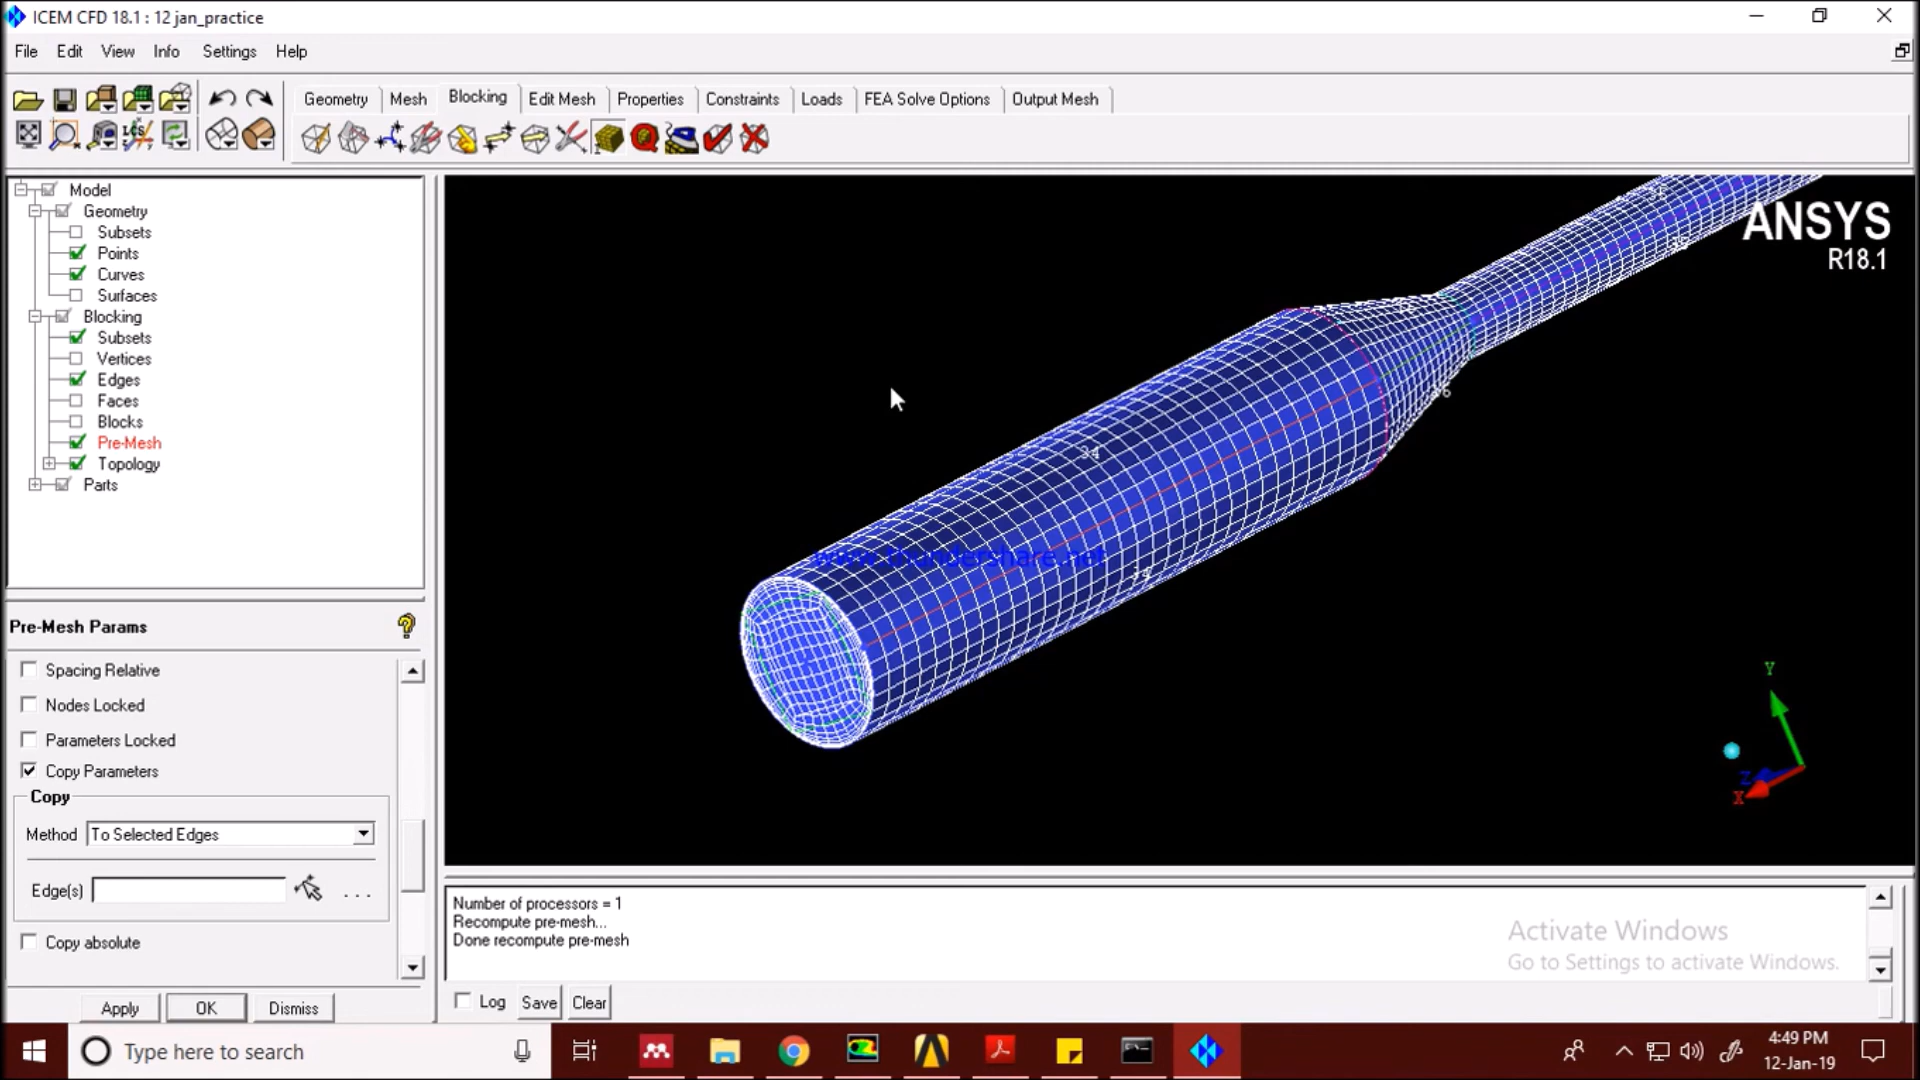 ICEM CFD 18.1 : 12 jan_practice
File Edit View Info Settings Help
Geometry Mesh Blocking Edit Mesh Properties Constraints Loads FEA Solve Options Output Mesh
Model
Geometry
Subsets
Points
Curves
Surfaces
Blocking
Subsets
Vertices
Edges
Faces
Blocks
Pre-Mesh
Topology
Parts
Pre-Mesh Params
Spacing Relative
Nodes Locked
Parameters Locked
Copy Parameters
Copy
Method To Selected Edges
Edge(s) ...
Copy absolute
Apply OK Dismiss
ANSYS
R18.1
34
www.thundershare.net
Y
Z
X
Number of processors = 1
Recompute pre-mesh...
Done recompute pre-mesh
Activate Windows
Go to Settings to activate Windows.
Log Save Clear
Type here to search
4:49 PM
12-Jan-19